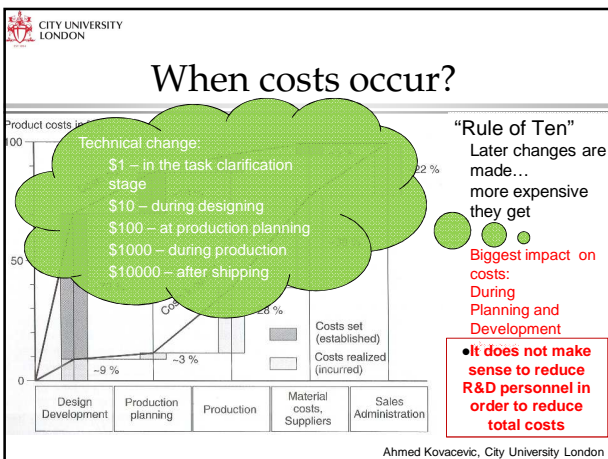 CITY UNIVERSITY
LONDON
When costs occur?
Product costs in
100
50
0
Technical change:
$1 – in the task clarification
stage
$10 – during designing
$100 – at production planning
$1000 – during production
$10000 – after shipping
22 %
28 %
~3 %
~9 %
Costs set
(established)
Costs realized
(incurred)
Design
Development
Production
planning
Production
Material
costs,
Suppliers
Sales
Administration
“Rule of Ten”
Later changes are
made…
more expensive
they get
Biggest impact on
costs:
During
Planning and
Development
•It does not make
sense to reduce
R&D personnel in
order to reduce
total costs
Ahmed Kovacevic, City University London